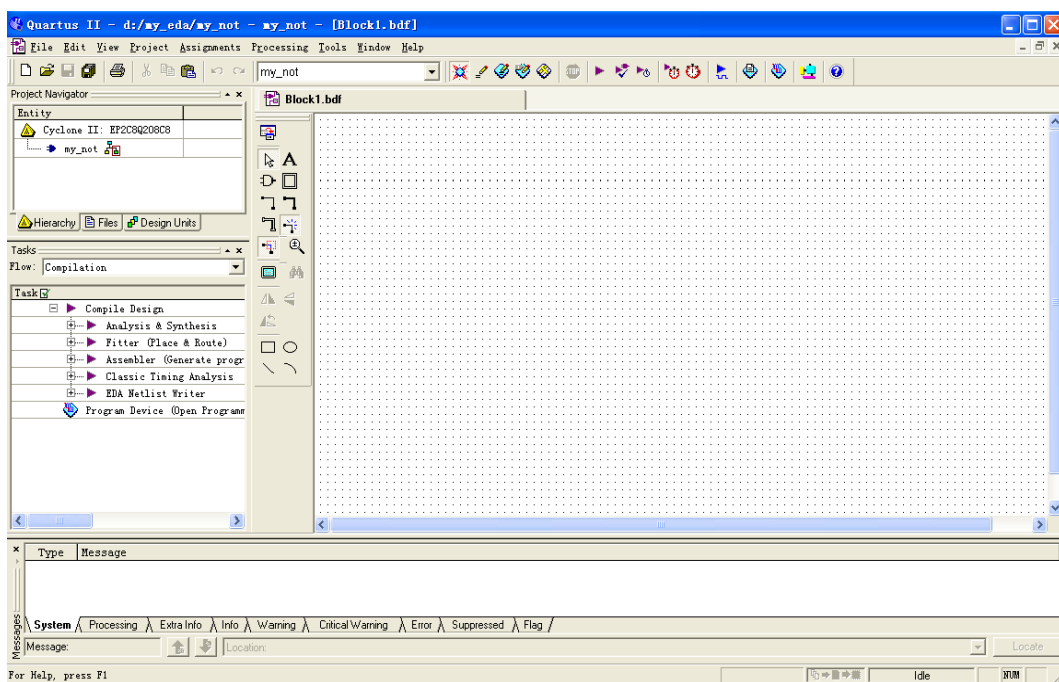 Quartus II - d:/my_eda/my_not - my_not - [Block1.bdf]
File Edit View Project Assignments Processing Tools Window Help
my_not
STOP
Project Navigator
Block1.bdf
Entity
Cyclone II: EP2C8Q208C8
my_not
A
Hierarchy Files Design Units
Tasks
Flow: Compilation
Task
Compile Design
Analysis & Synthesis
Fitter (Place & Route)
Assembler (Generate progr
Classic Timing Analysis
EDA Netlist Writer
Program Device (Open Programm
Type Message
System Processing Extra Info Info Warning Critical Warning Error Suppressed Flag
Messages
Message: Location: Locate
For Help, press F1 Idle NUM